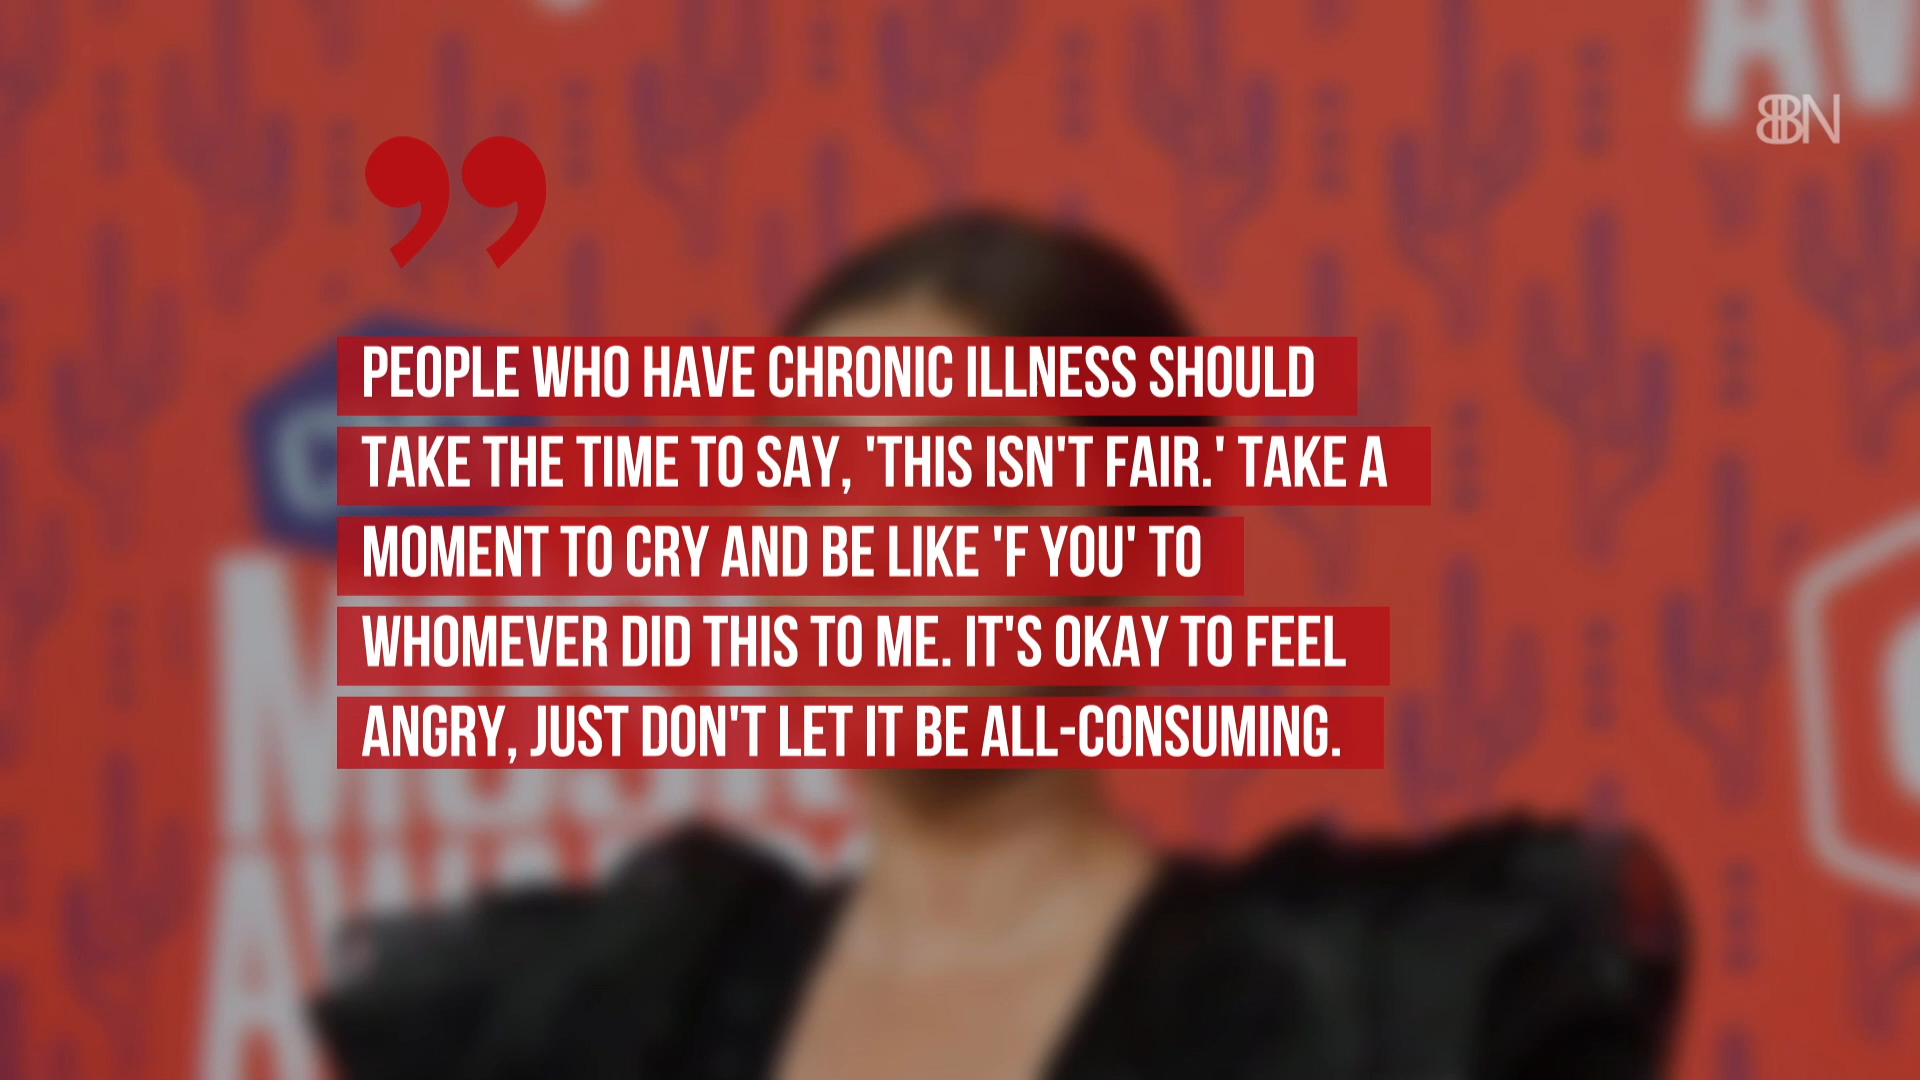 AW
BBN
”
PEOPLE WHO HAVE CHRONIC ILLNESS SHOULD
TAKE THE TIME TO SAY, 'THIS ISN'T FAIR.' TAKE A
MOMENT TO CRY AND BE LIKE 'F YOU' TO
WHOMEVER DID THIS TO ME. IT'S OKAY TO FEEL
ANGRY, JUST DON'T LET IT BE ALL-CONSUMING.